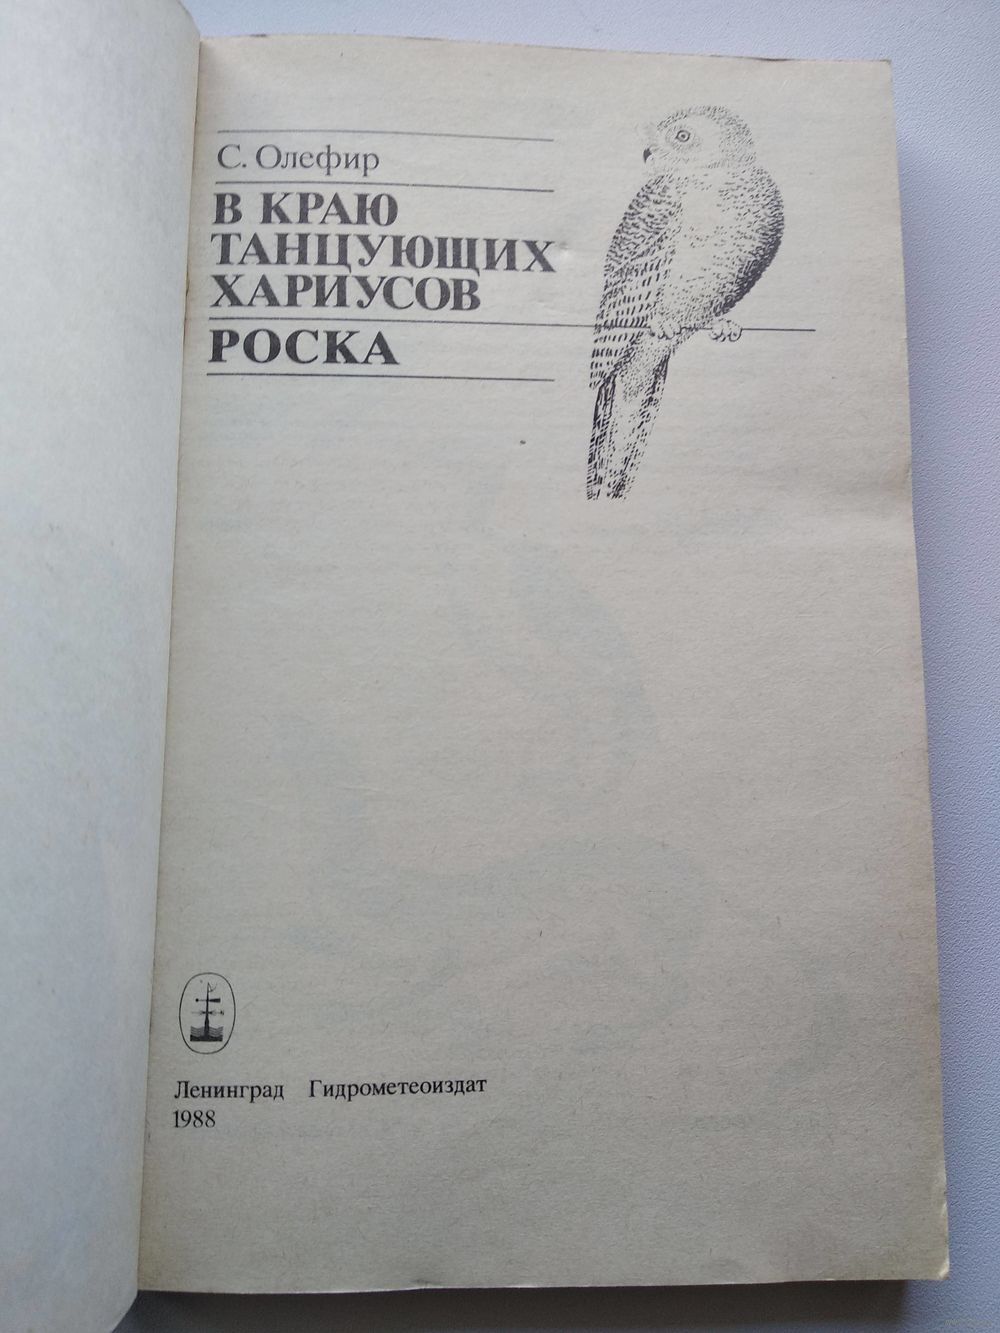 С. Олефир
В КРАЮ
ТАНЦУЮЩИХ
ХАРИУСОВ
РОСКА
Ленинград Гидрометеоиздат
1988